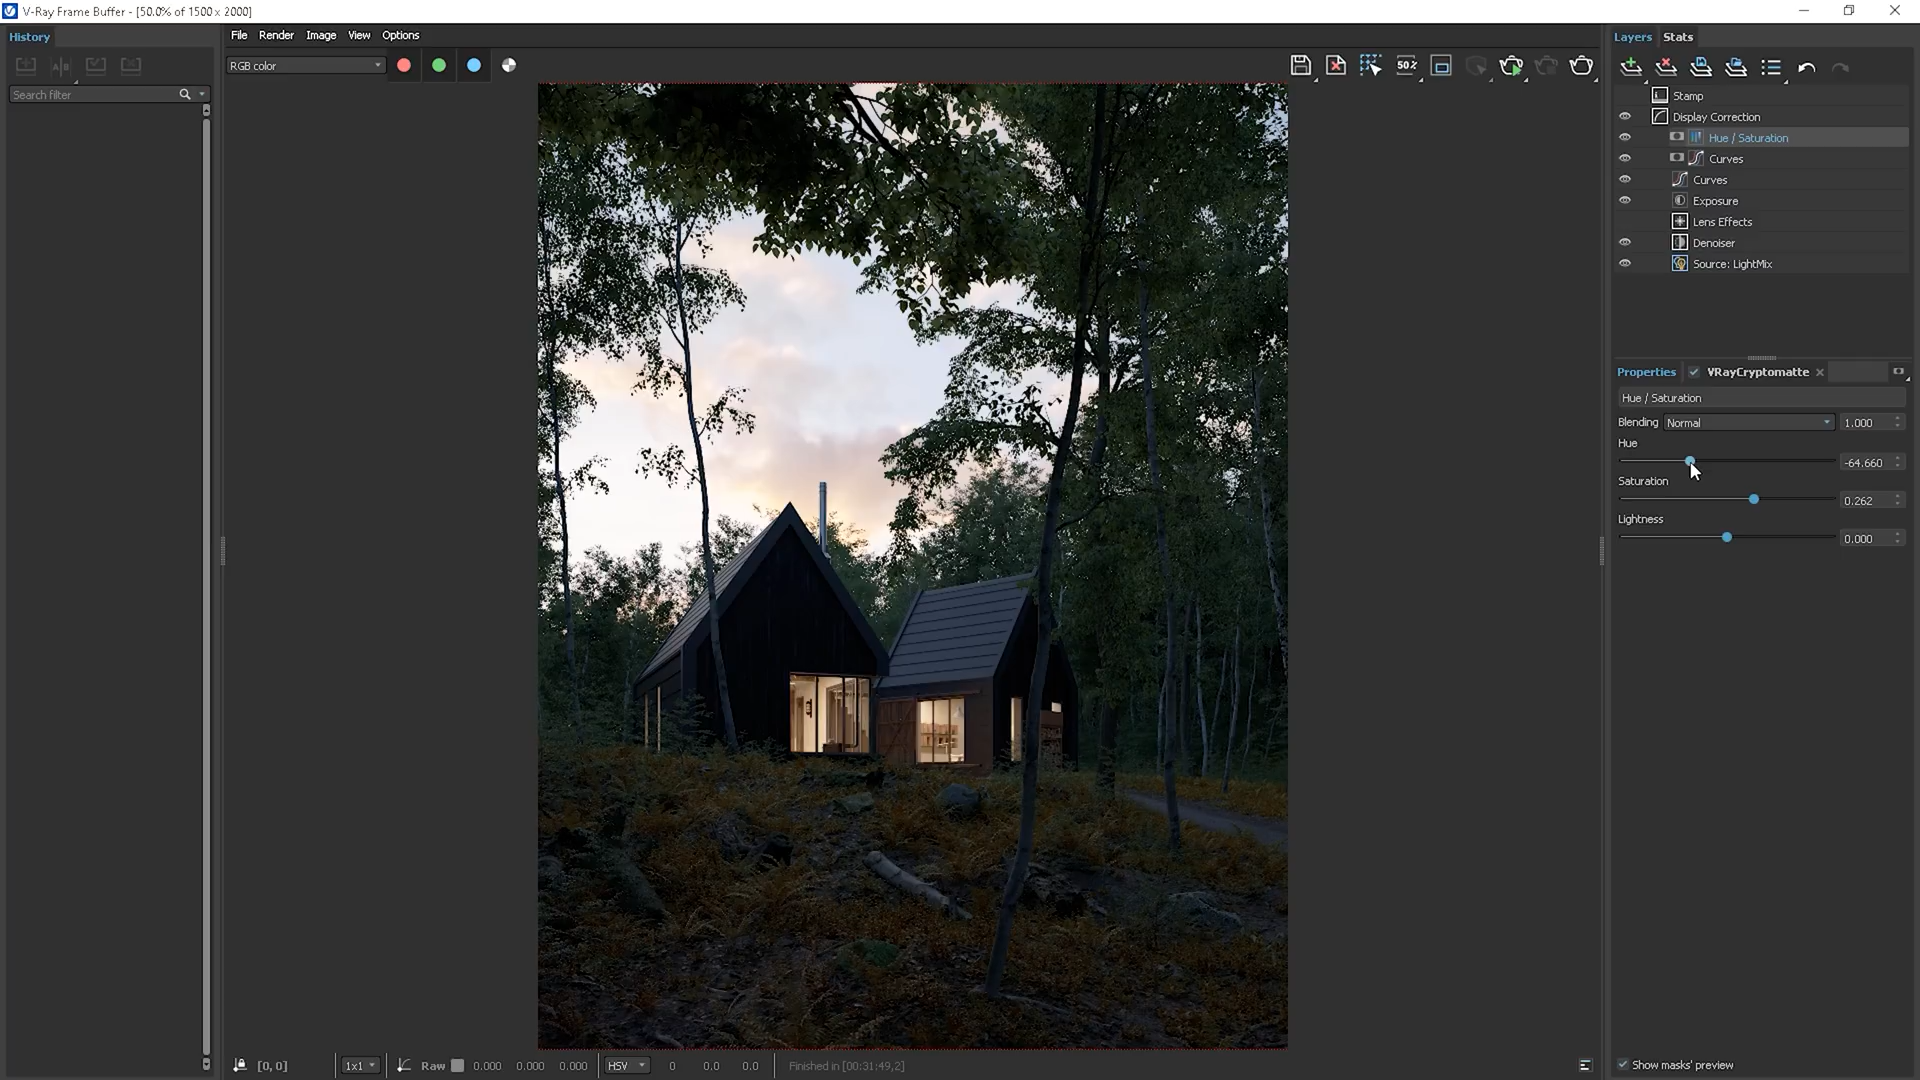 V-Ray Frame Buffer - [50.0% of 1500 x 2000]
History
File Render Image View Options
Layers Stats
RGB color
50%
Search filter
Stamp
Display Correction
Hue / Saturation
Curves
Curves
Exposure
Lens Effects
Denoiser
Source: LightMix
Properties VRayCryptomatte
Hue / Saturation
Blending Normal 1.000
Hue
-64.660
Saturation
0.262
Lightness
0.000
[0, 0] 1x1 Raw 0.000 0.000 0.000 HSV 0 0.0 0.0 Finished in [00:31:49,2]
Show masks' preview